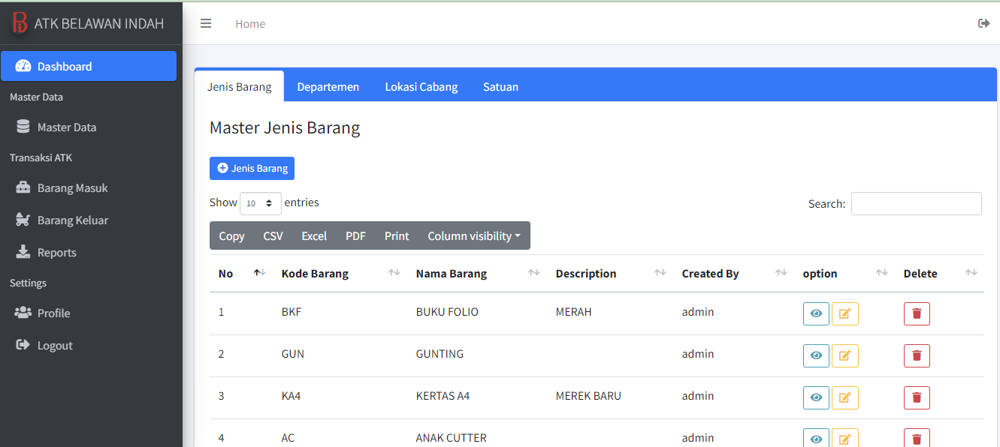 ATK BELAWAN INDAH
Home
Dashboard
Master Data
Master Data
Transaksi ATK
Barang Masuk
Barang Keluar
Reports
Settings
Profile
Logout
Jenis Barang Departemen Lokasi Cabang Satuan
Master Jenis Barang
Jenis Barang
Show 10 entries
Search:
Copy CSV Excel PDF Print Column visibility
No Kode Barang Nama Barang Description Created By option Delete
1 BKF BUKU FOLIO MERAH admin
2 GUN GUNTING admin
3 KA4 KERTAS A4 MEREK BARU admin
4 AC ANAK CUTTER admin